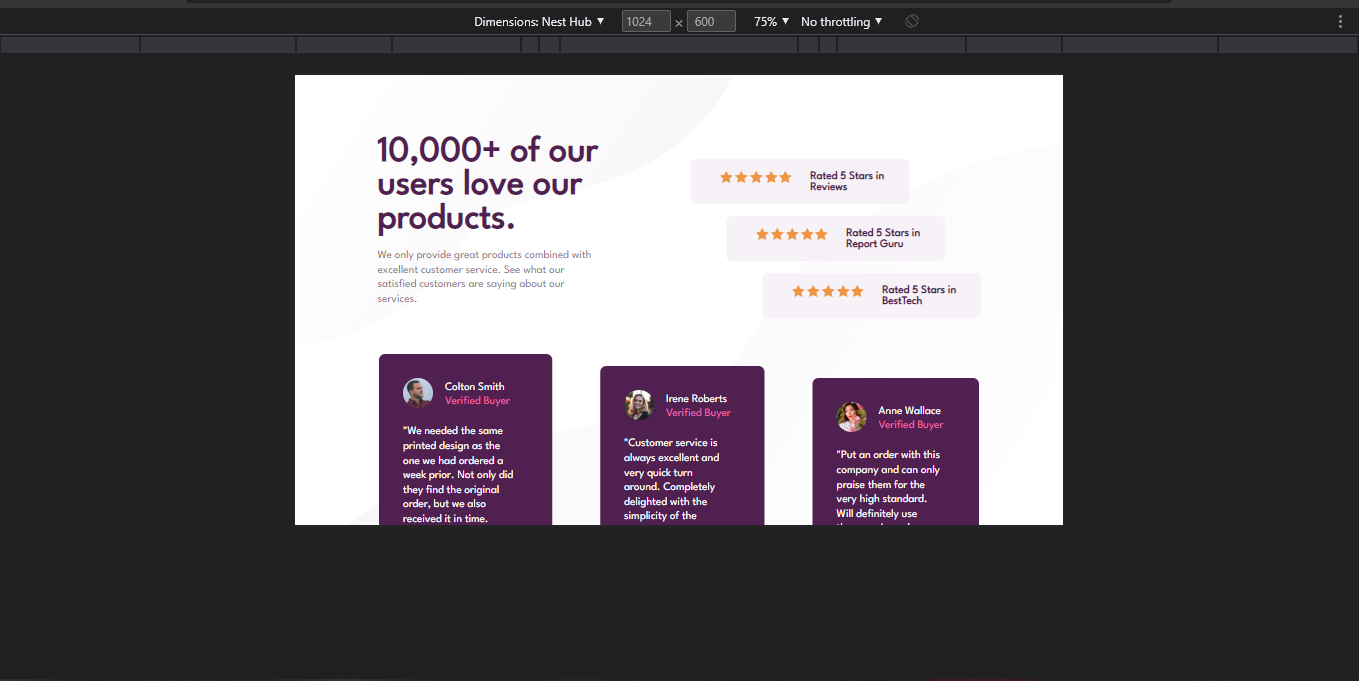 Dimensions: Nest Hub ▼ 1024 × 600 75% ▼ No throttling ▼
10,000+ of our
users love our
products.
We only provide great products combined with
excellent customer service. See what our
satisfied customers are saying about our
services.
Rated 5 Stars in
Reviews
Rated 5 Stars in
Report Guru
Rated 5 Stars in
BestTech
Colton Smith
Verified Buyer
"We needed the same
printed design as the
one we had ordered a
week prior. Not only did
they find the original
order, but we also
received it in time.
Irene Roberts
Verified Buyer
"Customer service is
always excellent and
very quick turn
around. Completely
delighted with the
simplicity of the
Anne Wallace
Verified Buyer
"Put an order with this
company and can only
praise them for the
very high standard.
Will definitely use